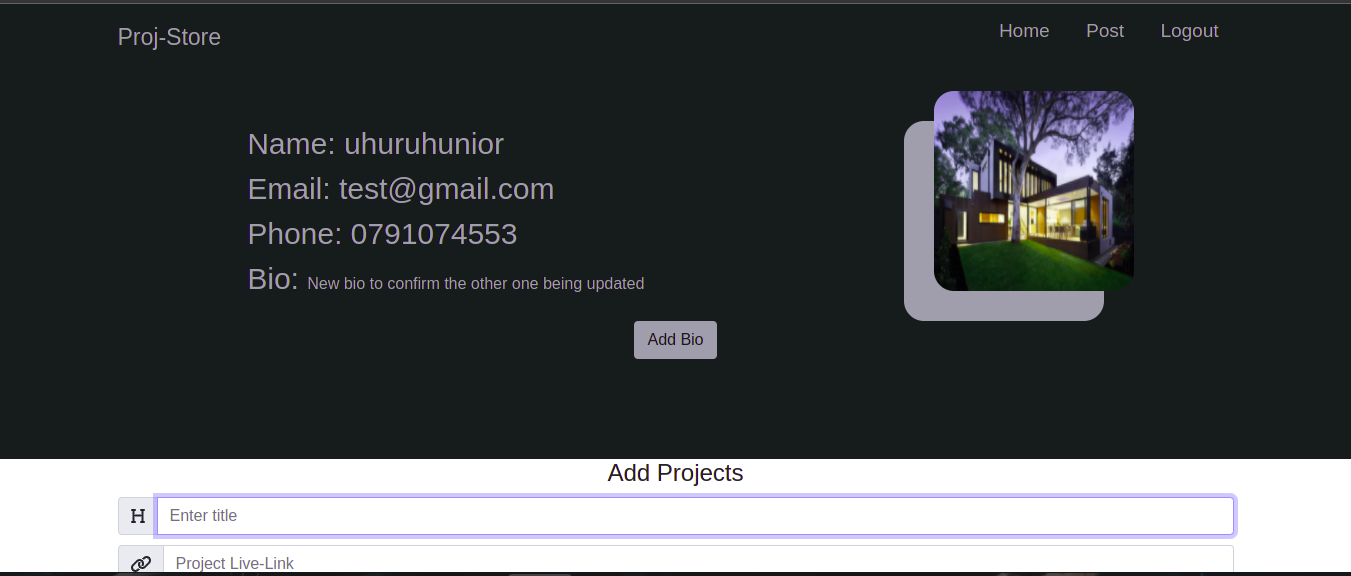 Proj-Store
Home Post Logout
Name: uhuruhunior
Email: test@gmail.com
Phone: 0791074553
Bio: New bio to confirm the other one being updated
Add Bio
Add Projects
H Enter title
Project Live-Link